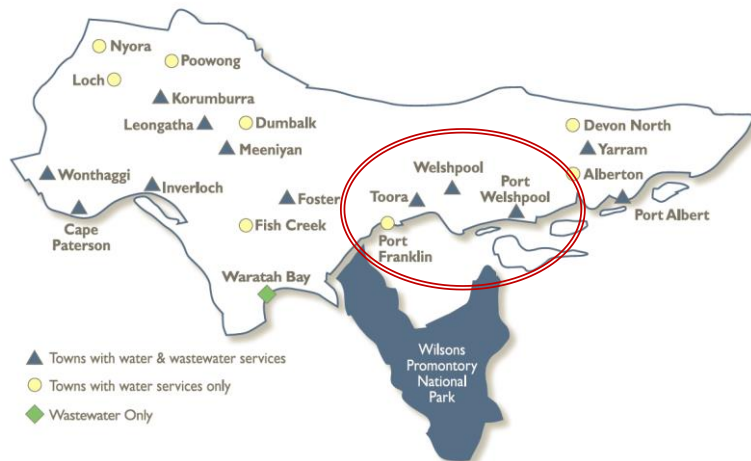 Nyora
Poowong
Loch
Korumburra
Leongatha
Dumbalk
Devon North
Meeniyan
Yarram
Welshpool
Wonthaggi
Inverloch
Alberton
Toora
Port
Welshpool
Foster
Cape
Paterson
Port Albert
Fish Creek
Port
Franklin
Waratah Bay
Wilsons
Promontory
National
Park
Towns with water & wastewater services
Towns with water services only
Wastewater Only